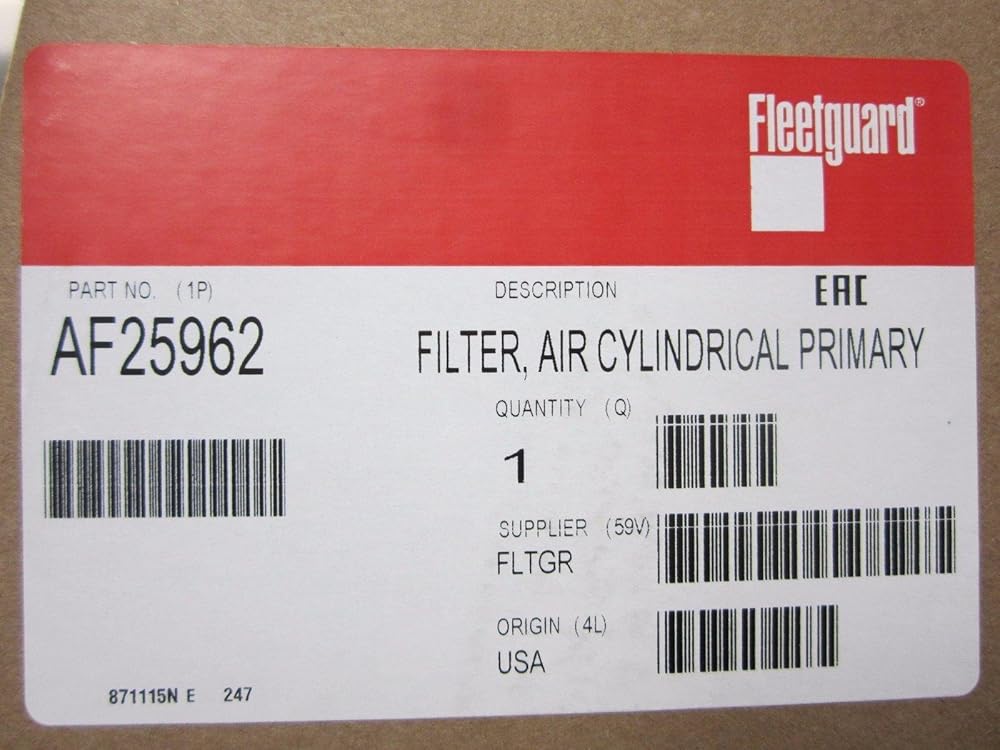 Fleetguard®
PART NO. (1P)
DESCRIPTION
EAC
AF25962
FILTER, AIR CYLINDRICAL PRIMARY
QUANTITY (Q)
1
SUPPLIER (59V)
FLTGR
ORIGIN (4L)
USA
871115N E 247